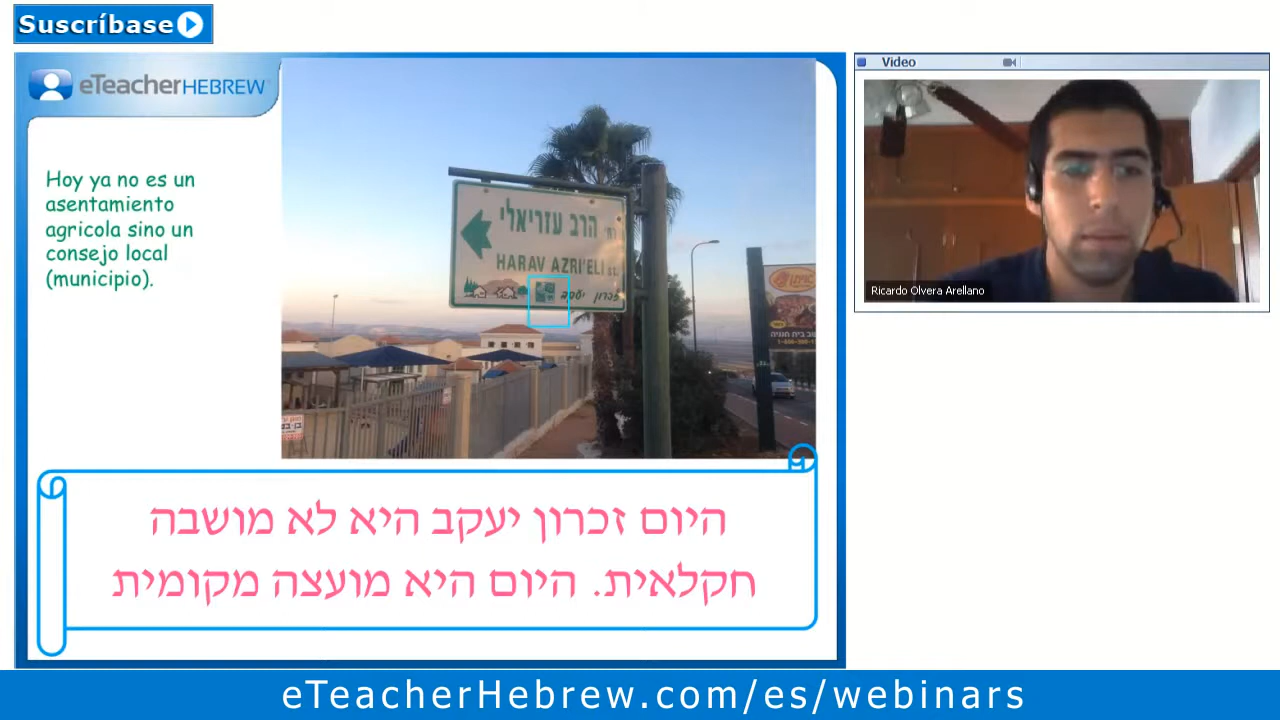 Suscríbase
eTeacherHEBREW
Hoy ya no es un
asentamiento
agricola sino un
consejo local
(municipio).
רח' הרב עזריאלי
HARAV AZRI'ELI st.
זכרון יעקב
Video
Ricardo Olvera Arellano
היום זכרון יעקב היא לא מושבה
חקלאית. היום היא מועצה מקומית
eTeacherHebrew.com/es/webinars